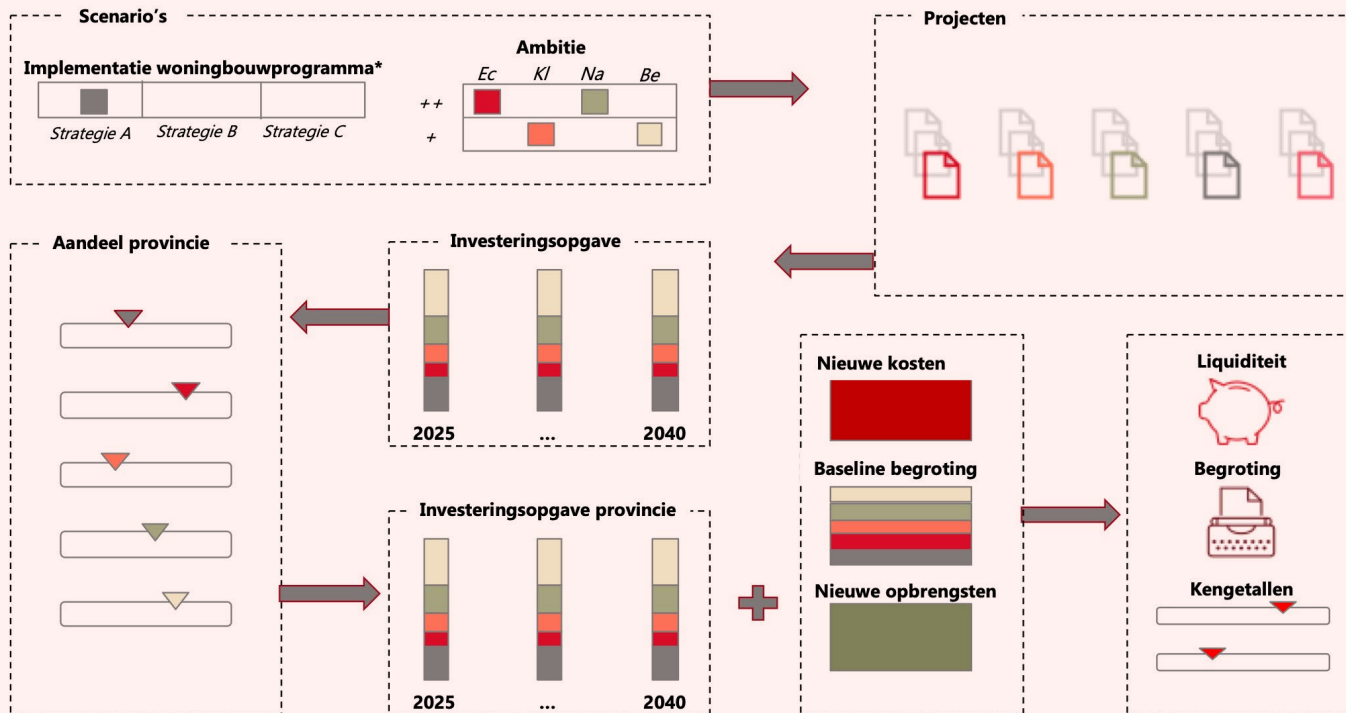 Scenario's
Implementatie woningbouwprogramma*
Strategie A
Strategie B
Strategie C
Ambitie
Ec
Kl
Na
Be
++
+
Projecten
Aandeel provincie
Investeringsopgave
2025
...
2040
Investeringsopgave provincie
2025
...
2040
Nieuwe kosten
Baseline begroting
Nieuwe opbrengsten
Liquiditeit
Begroting
Kengetallen